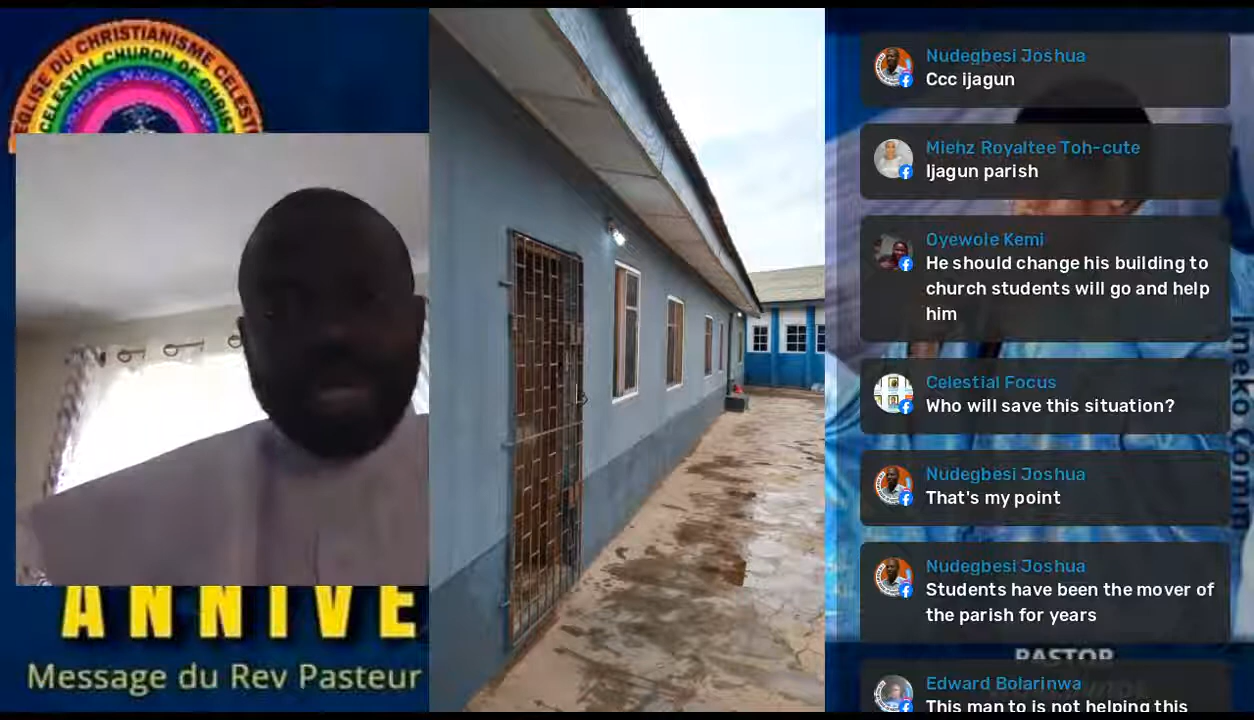 EGLISE DU CHRISTIANISME CELESTE
CELESTIAL CHURCH OF CHRIST
ANNIVE
Message du Rev Pasteur
Nudegbesi Joshua
Ccc ijagun
Miehz Royaltee Toh-cute
Ijagun parish
Oyewole Kemi
He should change his building to
church students will go and help
him
Celestial Focus
Who will save this situation?
Nudegbesi Joshua
That's my point
Nudegbesi Joshua
Students have been the mover of
the parish for years
PASTOR
Edward Bolarinwa
This man to is not helping this
Imeko